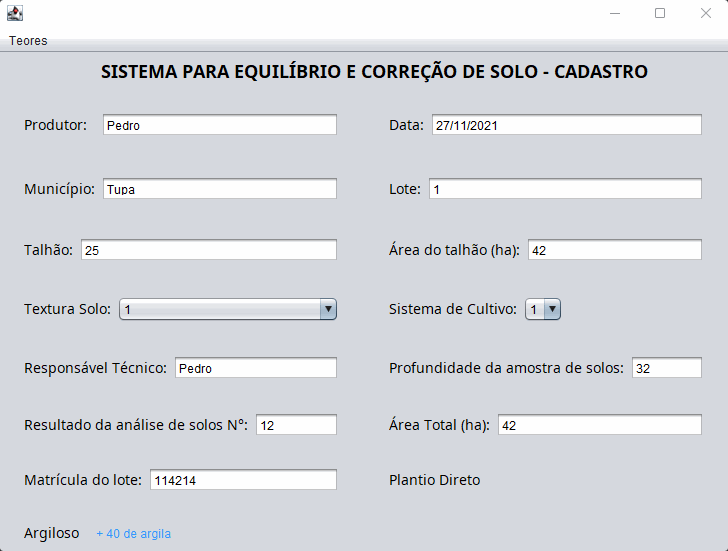 Teores
SISTEMA PARA EQUILÍBRIO E CORREÇÃO DE SOLO - CADASTRO
Produtor: Pedro Data: 27/11/2021
Município: Tupa Lote: 1
Talhão: 25 Área do talhão (ha): 42
Textura Solo: 1 Sistema de Cultivo: 1
Responsável Técnico: Pedro Profundidade da amostra de solos: 32
Resultado da análise de solos N°: 12 Área Total (ha): 42
Matrícula do lote: 114214 Plantio Direto
Argiloso + 40 de argila